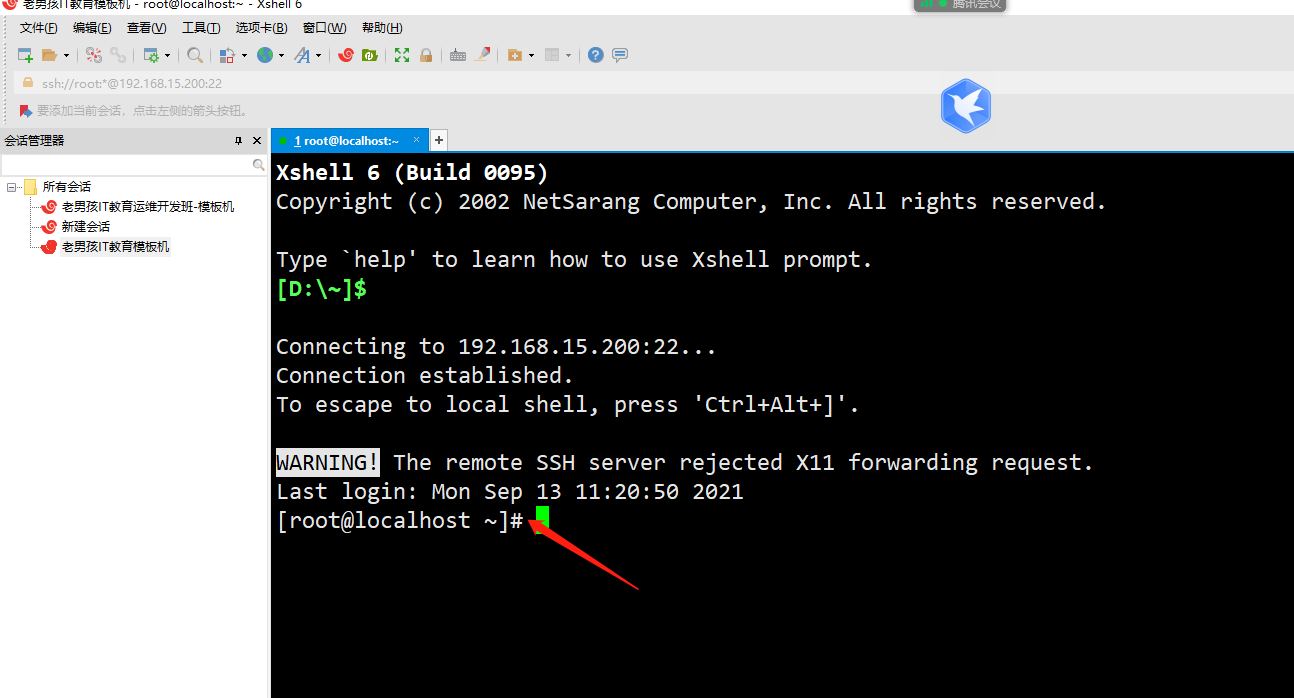 老男孩IT教育模板机 - root@localhost:~ - Xshell 6
腾讯会议
文件(F) 编辑(E) 查看(V) 工具(T) 选项卡(B) 窗口(W) 帮助(H)
ssh://root:*@192.168.15.200:22
要添加当前会话，点击左侧的箭头按钮。
会话管理器
1 root@localhost:~
所有会话
老男孩IT教育运维开发班-模板机
新建会话
老男孩IT教育模板机
Xshell 6 (Build 0095)
Copyright (c) 2002 NetSarang Computer, Inc. All rights reserved.
Type `help' to learn how to use Xshell prompt.
[D:\~]$
Connecting to 192.168.15.200:22...
Connection established.
To escape to local shell, press 'Ctrl+Alt+]'.
WARNING! The remote SSH server rejected X11 forwarding request.
Last login: Mon Sep 13 11:20:50 2021
[root@localhost ~]#